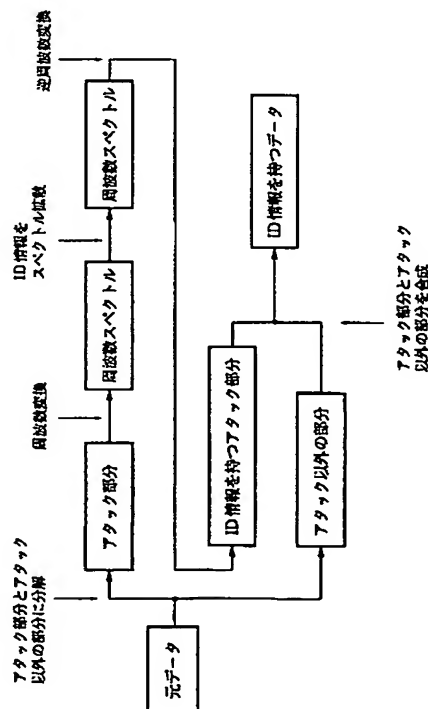 アタック部分とアタック
以外の部分に分解
周波数変換
ID情報を
スペクトル拡散
逆周波数変換
元データ
アタック部分
周波数スペクトル
周波数スペクトル
ID情報を持つアタック部分
アタック以外の部分
ID情報を持つデータ
アタック部分とアタック
以外の部分を合成